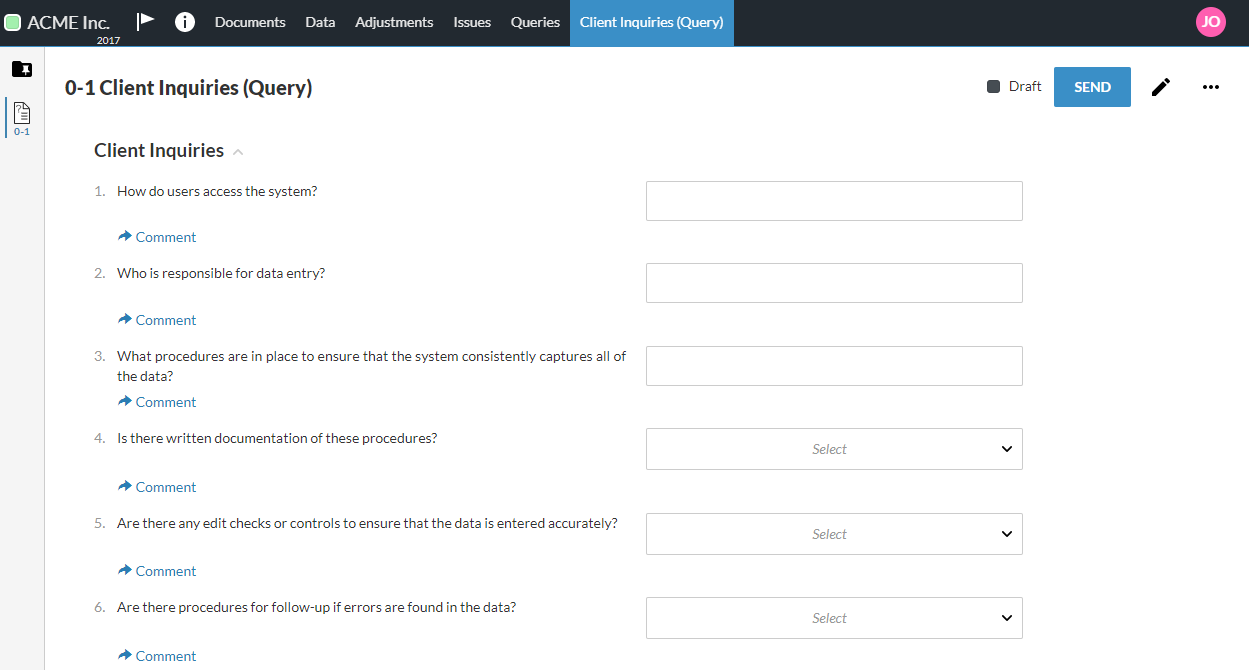 ACME Inc.
2017
Documents Data Adjustments Issues Queries Client Inquiries (Query)
JO
0-1
0-1 Client Inquiries (Query)
Draft SEND
Client Inquiries
1. How do users access the system?
Comment
2. Who is responsible for data entry?
Comment
3. What procedures are in place to ensure that the system consistently captures all of
the data?
Comment
4. Is there written documentation of these procedures?
Select
Comment
5. Are there any edit checks or controls to ensure that the data is entered accurately?
Select
Comment
6. Are there procedures for follow-up if errors are found in the data?
Select
Comment